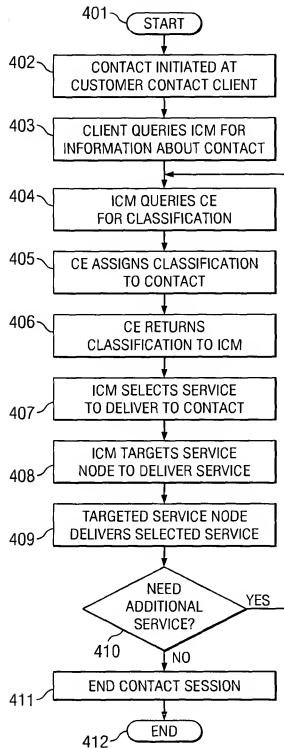 401
START
402
CONTACT INITIATED AT
CUSTOMER CONTACT CLIENT
403
CLIENT QUERIES ICM FOR
INFORMATION ABOUT CONTACT
404
ICM QUERIES CE
FOR CLASSIFICATION
405
CE ASSIGNS CLASSIFICATION
TO CONTACT
406
CE RETURNS
CLASSIFICATION TO ICM
407
ICM SELECTS SERVICE
TO DELIVER TO CONTACT
408
ICM TARGETS SERVICE
NODE TO DELIVER SERVICE
409
TARGETED SERVICE NODE
DELIVERS SELECTED SERVICE
NEED
ADDITIONAL
SERVICE?
YES
410
NO
411
END CONTACT SESSION
412
END